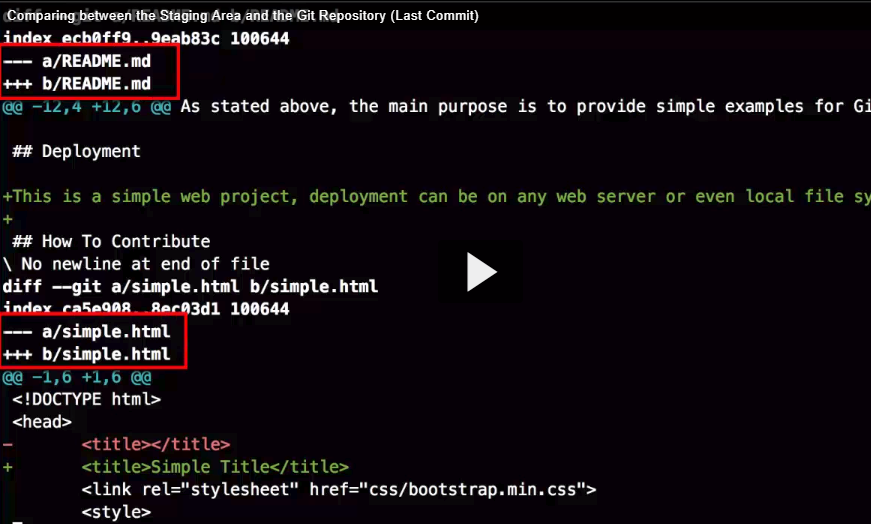 Comparing between the Staging Area and the Git Repository (Last Commit)
index ecb0ff9..9eab83c 100644
--- a/README.md
+++ b/README.md
@@ -12,4 +12,6 @@ As stated above, the main purpose is to provide simple examples for Gi
## Deployment
+This is a simple web project, deployment can be on any web server or even local file sy
+
## How To Contribute
\ No newline at end of file
diff --git a/simple.html b/simple.html
index ca5e908..8ec03d1 100644
--- a/simple.html
+++ b/simple.html
@@ -1,6 +1,6 @@
<!DOCTYPE html>
<head>
-       <title></title>
+       <title>Simple Title</title>
<link rel="stylesheet" href="css/bootstrap.min.css">
<style>